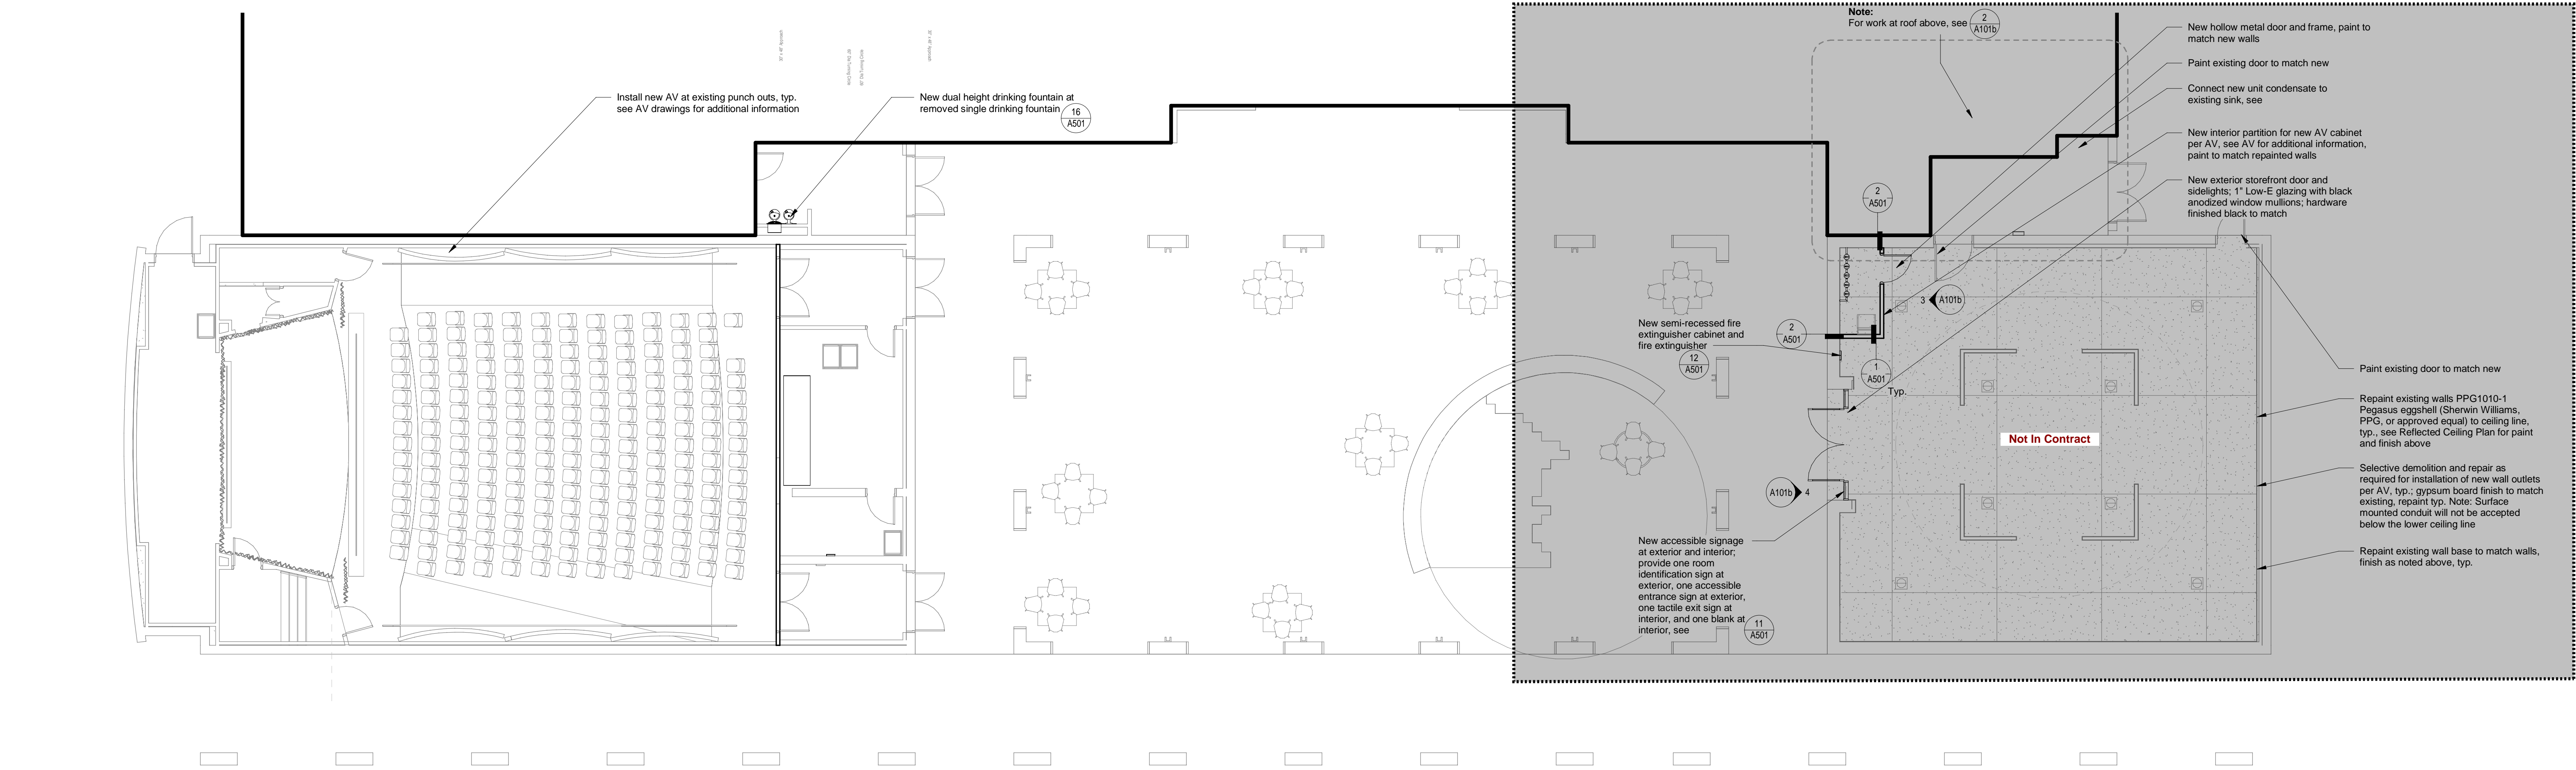 30" x 48" Approach
60" Dia Turning Circle
60" Dia Turning Circle
Install new AV at existing punch outs, typ.
see AV drawings for additional information
New dual height drinking fountain at
removed single drinking fountain
16
A501
Note:
For work at roof above, see
2
A101b
New hollow metal door and frame, paint to
match new walls
Paint existing door to match new
Connect new unit condensate to
existing sink, see
New interior partition for new AV cabinet
per AV, see AV for additional information,
paint to match repainted walls
New exterior storefront door and
sidelights; 1" Low-E glazing with black
anodized window mullions; hardware
finished black to match
2
A501
3
A101b
New semi-recessed fire
extinguisher cabinet and
fire extinguisher
12
A501
2
A501
1
A501
Typ.
Not In Contract
A101b
4
New accessible signage
at exterior and interior;
provide one room
identification sign at
exterior, one accessible
entrance sign at exterior,
one tactile exit sign at
interior, and one blank at
interior, see
11
A501
Paint existing door to match new
Repaint existing walls PPG1010-1
Pegasus eggshell (Sherwin Williams,
PPG, or approved equal) to ceiling line,
typ., see Reflected Ceiling Plan for paint
and finish above
Selective demolition and repair as
required for installation of new wall outlets
per AV, typ.; gypsum board finish to match
existing, repaint typ. Note: Surface
mounted conduit will not be accepted
below the lower ceiling line
Repaint existing wall base to match walls,
finish as noted above, typ.